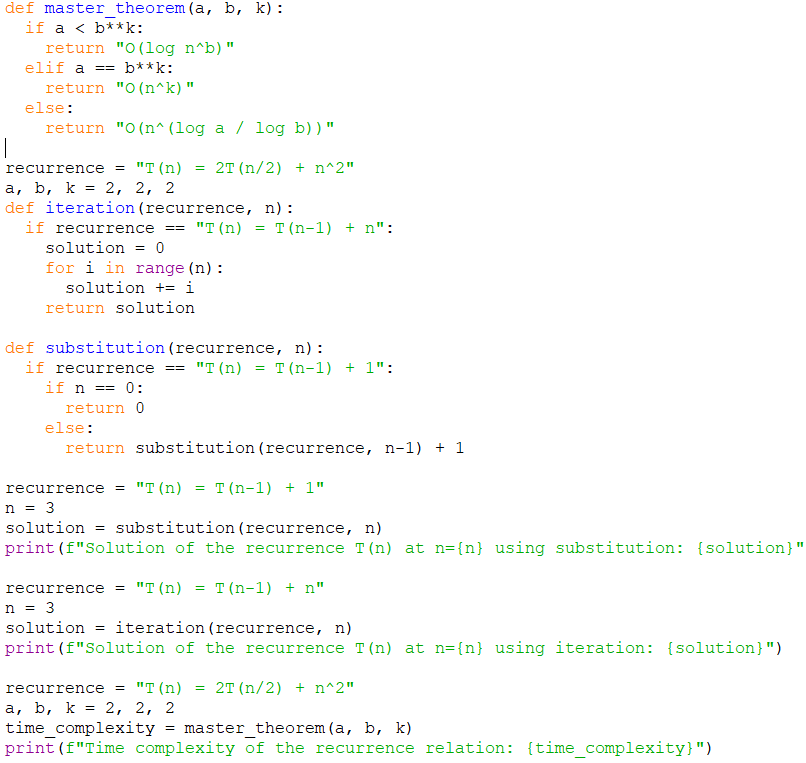 def master_theorem(a, b, k):
  if a < b**k:
    return "O(log n^b)"
  elif a == b**k:
    return "O(n^k)"
  else:
    return "O(n^(log a / log b))"

recurrence = "T(n) = 2T(n/2) + n^2"
a, b, k = 2, 2, 2
def iteration(recurrence, n):
  if recurrence == "T(n) = T(n-1) + n":
    solution = 0
    for i in range(n):
      solution += i
    return solution

def substitution(recurrence, n):
  if recurrence == "T(n) = T(n-1) + 1":
    if n == 0:
      return 0
    else:
      return substitution(recurrence, n-1) + 1

recurrence = "T(n) = T(n-1) + 1"
n = 3
solution = substitution(recurrence, n)
print(f"Solution of the recurrence T(n) at n={n} using substitution: {solution}"

recurrence = "T(n) = T(n-1) + n"
n = 3
solution = iteration(recurrence, n)
print(f"Solution of the recurrence T(n) at n={n} using iteration: {solution}")

recurrence = "T(n) = 2T(n/2) + n^2"
a, b, k = 2, 2, 2
time_complexity = master_theorem(a, b, k)
print(f"Time complexity of the recurrence relation: {time_complexity}")